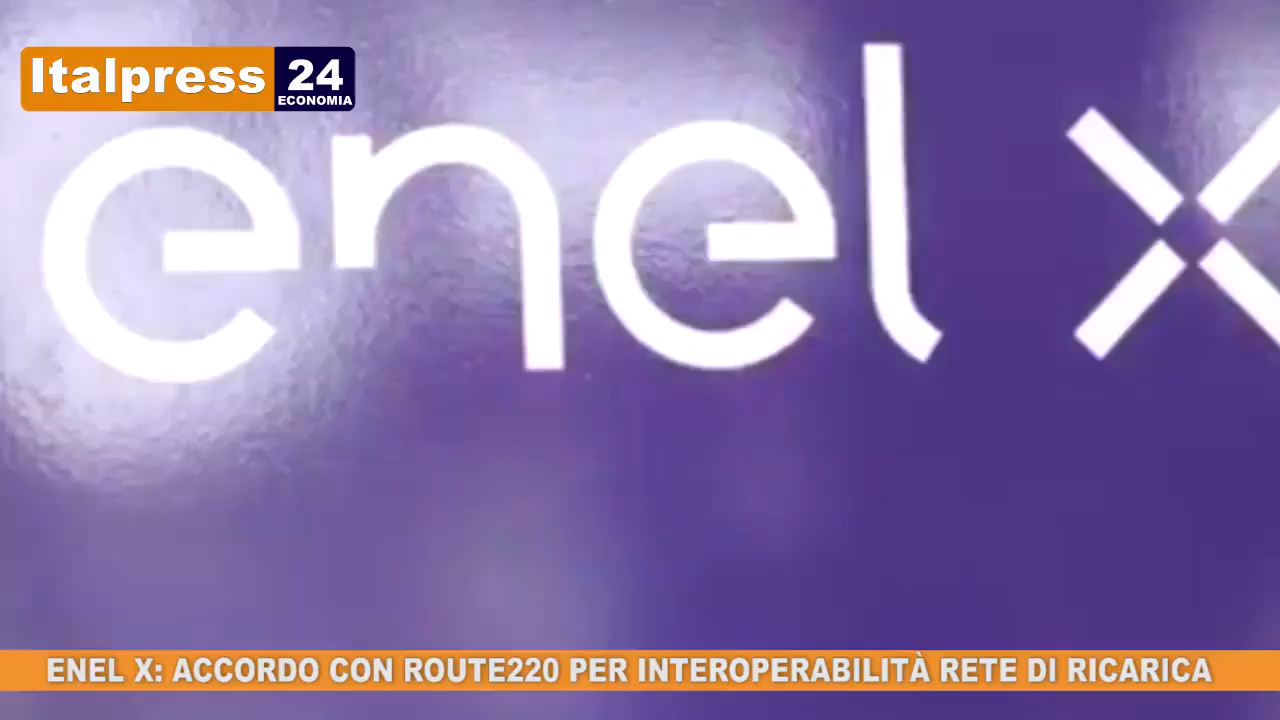 Italpress 24
ECONOMIA
enel x
ENEL X: ACCORDO CON ROUTE220 PER INTEROPERABILITÀ RETE DI RICARICA